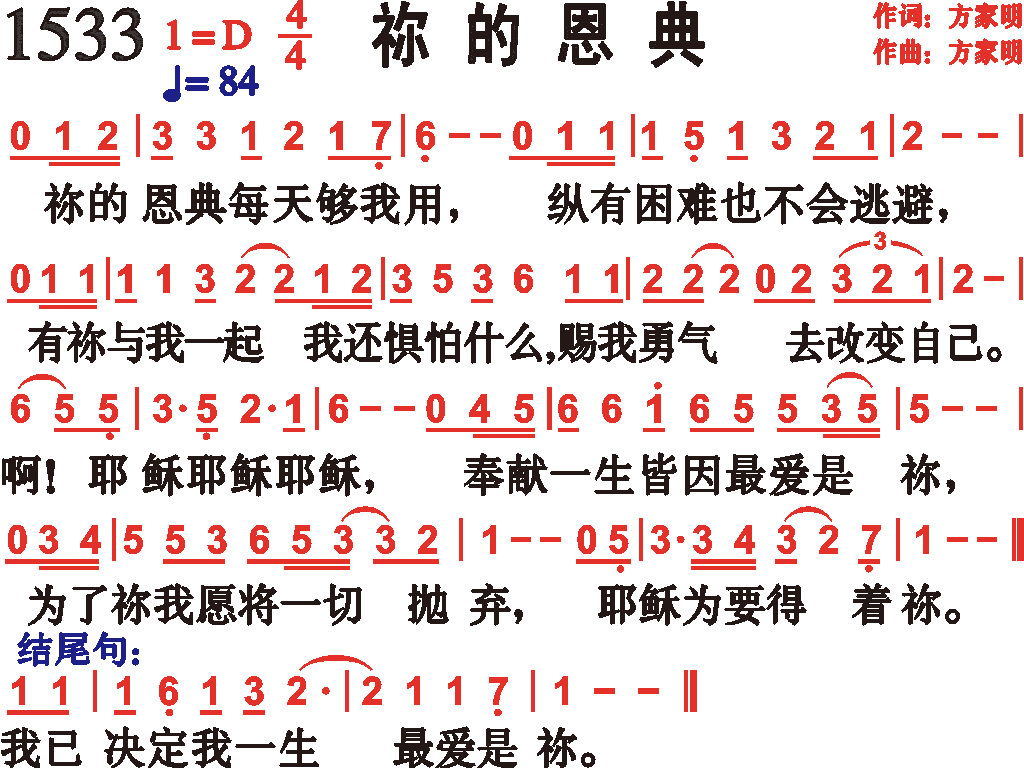 1533 1=D 4/4 祢的恩典 作词：方家明
♩=84 作曲：方家明
0 1 2 | 3 3 1 2 1 7 | 6 - - 0 1 1 | 1 5 1 3 2 1 | 2 - - |
祢的 恩典每天够我用， 纵有困难也不会逃避，
0 1 1 | 1 1 3 2 2 1 2 | 3 5 3 6 1 1 | 2 2 2 0 2 3 2 1 | 2 - |
3
有祢与我一起 我还惧怕什么,赐我勇气 去改变自己。
6 5 5 | 3· 5 2· 1 | 6 - - 0 4 5 | 6 6 1 6 5 5 3 5 | 5 - - |
啊！耶 稣耶稣耶稣， 奉献一生皆因最爱是 祢，
0 3 4 | 5 5 3 6 5 3 3 2 | 1 - - 0 5 | 3· 3 4 3 2 7 | 1 - - ‖
为了祢我愿将一切 抛 弃， 耶稣为要得 着 祢。
结尾句：
1 1 | 1 6 1 3 2· | 2 1 1 7 | 1 - - ‖
我已 决定我一生 最爱是 祢。